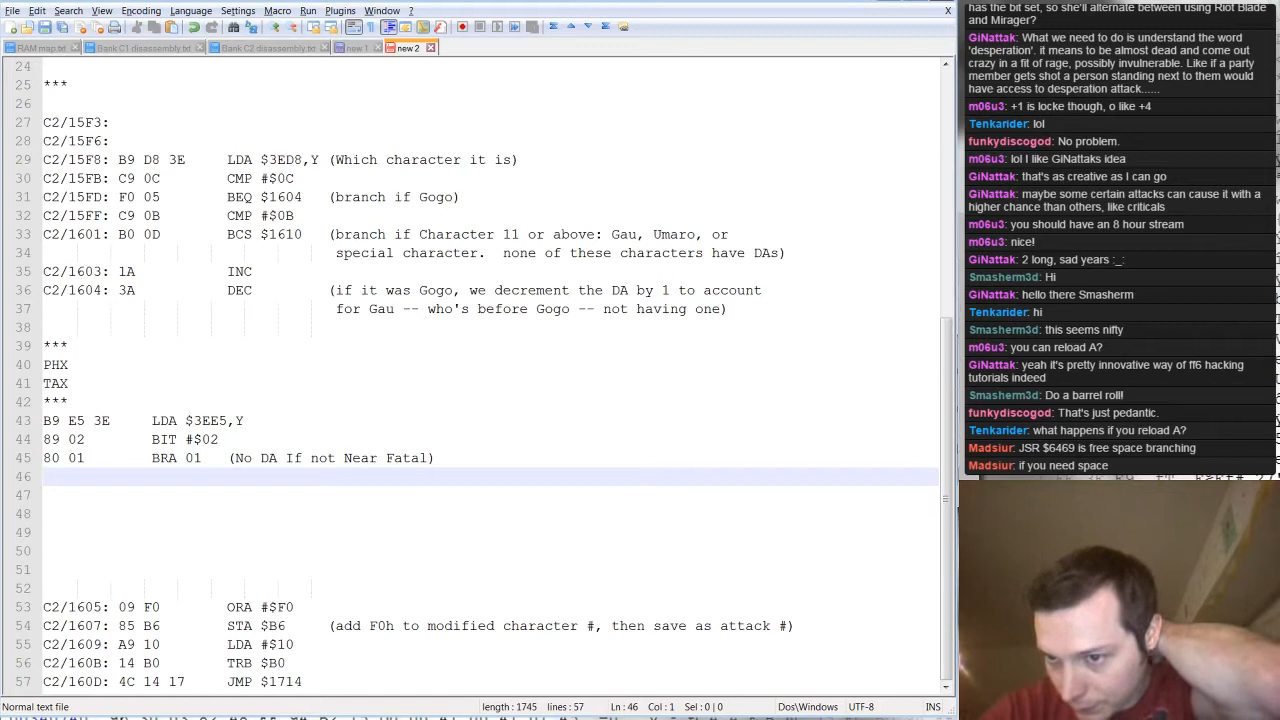 File Edit Search View Encoding Language Settings Macro Run Plugins Window ?
X
RAM map.txt Bank C1 disassembly.txt Bank C2 disassembly.txt new 1 new 2
24
25 ***
26
27 C2/15F3:
28 C2/15F6:
29 C2/15F8: B9 D8 3E LDA $3ED8,Y (Which character it is)
30 C2/15FB: C9 0C CMP #$0C
31 C2/15FD: F0 05 BEQ $1604 (branch if Gogo)
32 C2/15FF: C9 0B CMP #$0B
33 C2/1601: B0 0D BCS $1610 (branch if Character 11 or above: Gau, Umaro, or
34 special character. none of these characters have DAs)
35 C2/1603: 1A INC
36 C2/1604: 3A DEC (if it was Gogo, we decrement the DA by 1 to account
37 for Gau -- who's before Gogo -- not having one)
38
39 ***
40 PHX
41 TAX
42 ***
43 B9 E5 3E LDA $3EE5,Y
44 89 02 BIT #$02
45 80 01 BRA 01 (No DA If not Near Fatal)
46
47
48
49
50
51
52
53 C2/1605: 09 F0 ORA #$F0
54 C2/1607: 85 B6 STA $B6 (add F0h to modified character #, then save as attack #)
55 C2/1609: A9 10 LDA #$10
56 C2/160B: 14 B0 TRB $B0
57 C2/160D: 4C 14 17 JMP $1714
Normal text file length : 1745 lines : 57 Ln : 46 Col : 1 Sel : 0 | 0 Dos\Windows UTF-8 INS
has the bit set, so she'll alternate between using Riot Blade
and Mirager?
GiNattak: What we need to do is understand the word
'desperation'. it means to be almost dead and come out
crazy in a fit of rage, possibly invulnerable. Like if a party
member gets shot a person standing next to them would
have access to desperation attack......
m06u3: +1 is locke though, o like +4
Tenkarider: lol
funkydiscogod: No problem.
m06u3: lol I like GiNattaks idea
GiNattak: that's as creative as I can go
GiNattak: maybe some certain attacks can cause it with a
higher chance than others, like criticals
m06u3: you should have an 8 hour stream
m06u3: nice!
GiNattak: 2 long, sad years :_;
Smasherm3d: Hi
GiNattak: hello there Smasherm
Tenkarider: hi
Smasherm3d: this seems nifty
m06u3: you can reload A?
GiNattak: yeah it's pretty innovative way of ff6 hacking
tutorials indeed
Smasherm3d: Do a barrel roll!
funkydiscogod: That's just pedantic.
Tenkarider: what happens if you reload A?
Madsiur: JSR $6469 is free space branching
Madsiur: if you need space